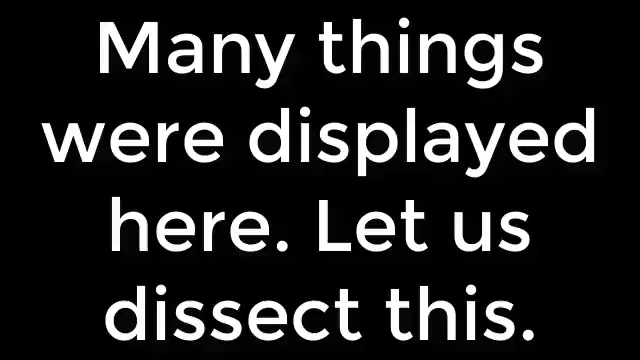 Many things
were displayed
here. Let us
dissect this.